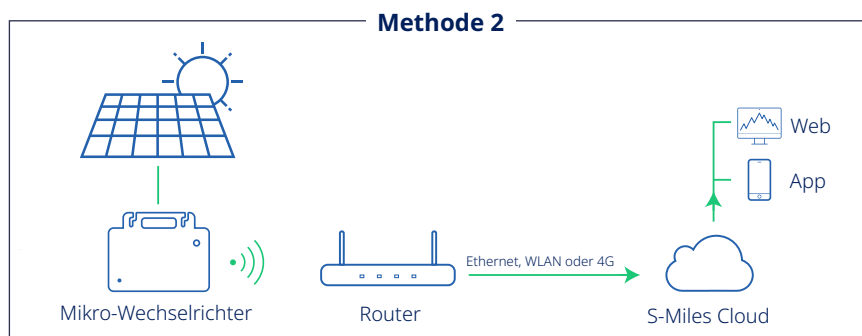 Methode 2
Web
App
Ethernet, WLAN oder 4G
Mikro-Wechselrichter
Router
S-Miles Cloud